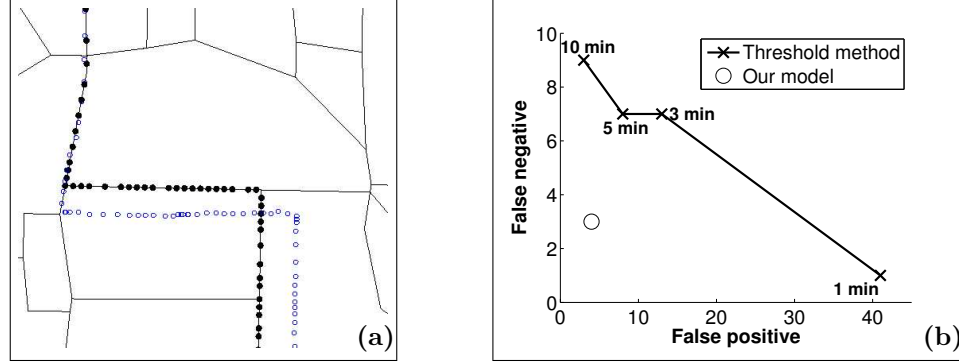 (a)
10
8
6
4
2
0
False negative
10 min
5 min
3 min
1 min
Threshold method
Our model
0
10
20
30
40
False positive
(b)